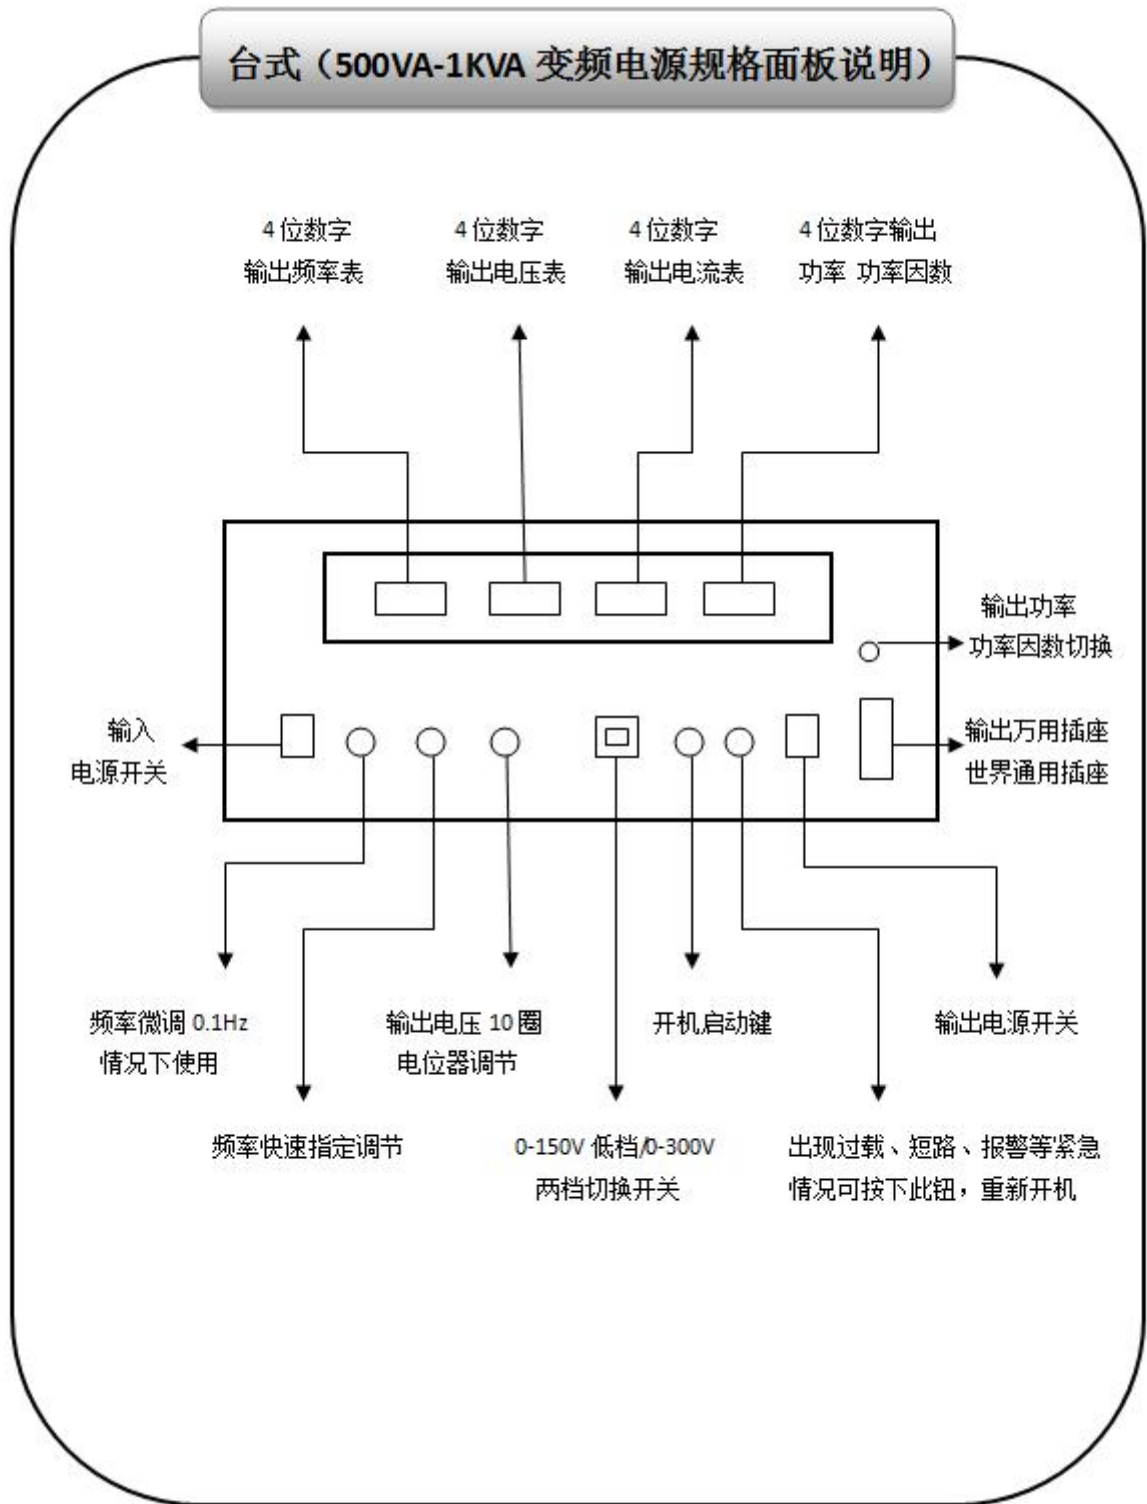 台式（500VA-1KVA 变频电源规格面板说明）
4 位数字
输出频率表
4 位数字
输出电压表
4 位数字
输出电流表
4 位数字输出
功率 功率因数
输出功率
功率因数切换
输入
电源开关
输出万用插座
世界通用插座
频率微调 0.1Hz
情况下使用
输出电压 10 圈
电位器调节
开机启动键
输出电源开关
频率快速指定调节
0-150V 低档/0-300V
两档切换开关
出现过载、短路、报警等紧急
情况可按下此钮，重新开机